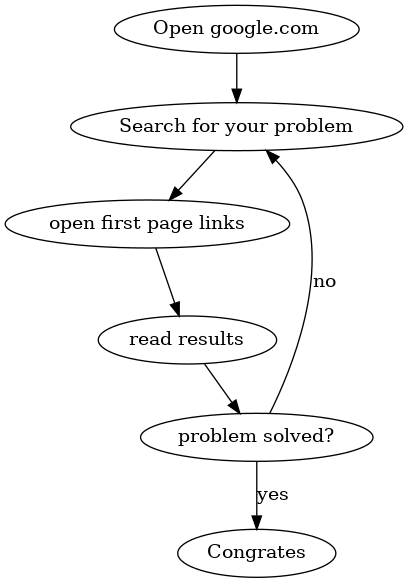 Open google.com
Search for your problem
open first page links
read results
no
problem solved?
yes
Congrates